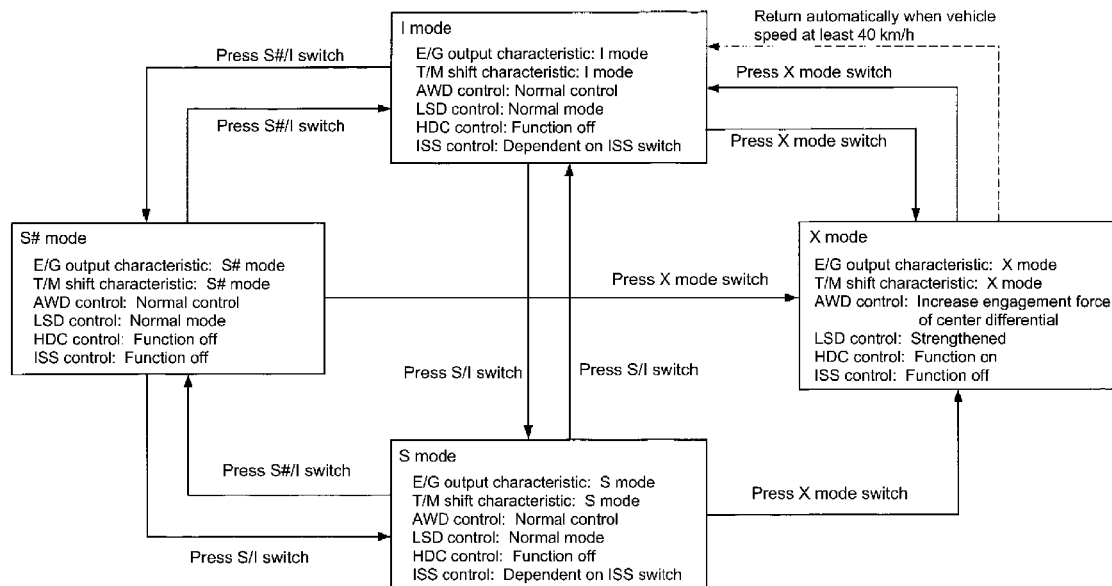 I mode
E/G output characteristic: I mode
T/M shift characteristic: I mode
AWD control: Normal control
LSD control: Normal mode
HDC control: Function off
ISS control: Dependent on ISS switch
Return automatically when vehicle
speed at least 40 km/h
Press S#/I switch
Press S#/I switch
Press X mode switch
Press X mode switch
S# mode
E/G output characteristic: S# mode
T/M shift characteristic: S# mode
AWD control: Normal control
LSD control: Normal mode
HDC control: Function off
ISS control: Function off
Press X mode switch
X mode
E/G output characteristic: X mode
T/M shift characteristic: X mode
AWD control: Increase engagement force
of center differential
LSD control: Strengthened
HDC control: Function on
ISS control: Function off
Press S/I switch
Press S/I switch
Press S#/I switch
Press S/I switch
S mode
E/G output characteristic: S mode
T/M shift characteristic: S mode
AWD control: Normal control
LSD control: Normal mode
HDC control: Function off
ISS control: Dependent on ISS switch
Press X mode switch